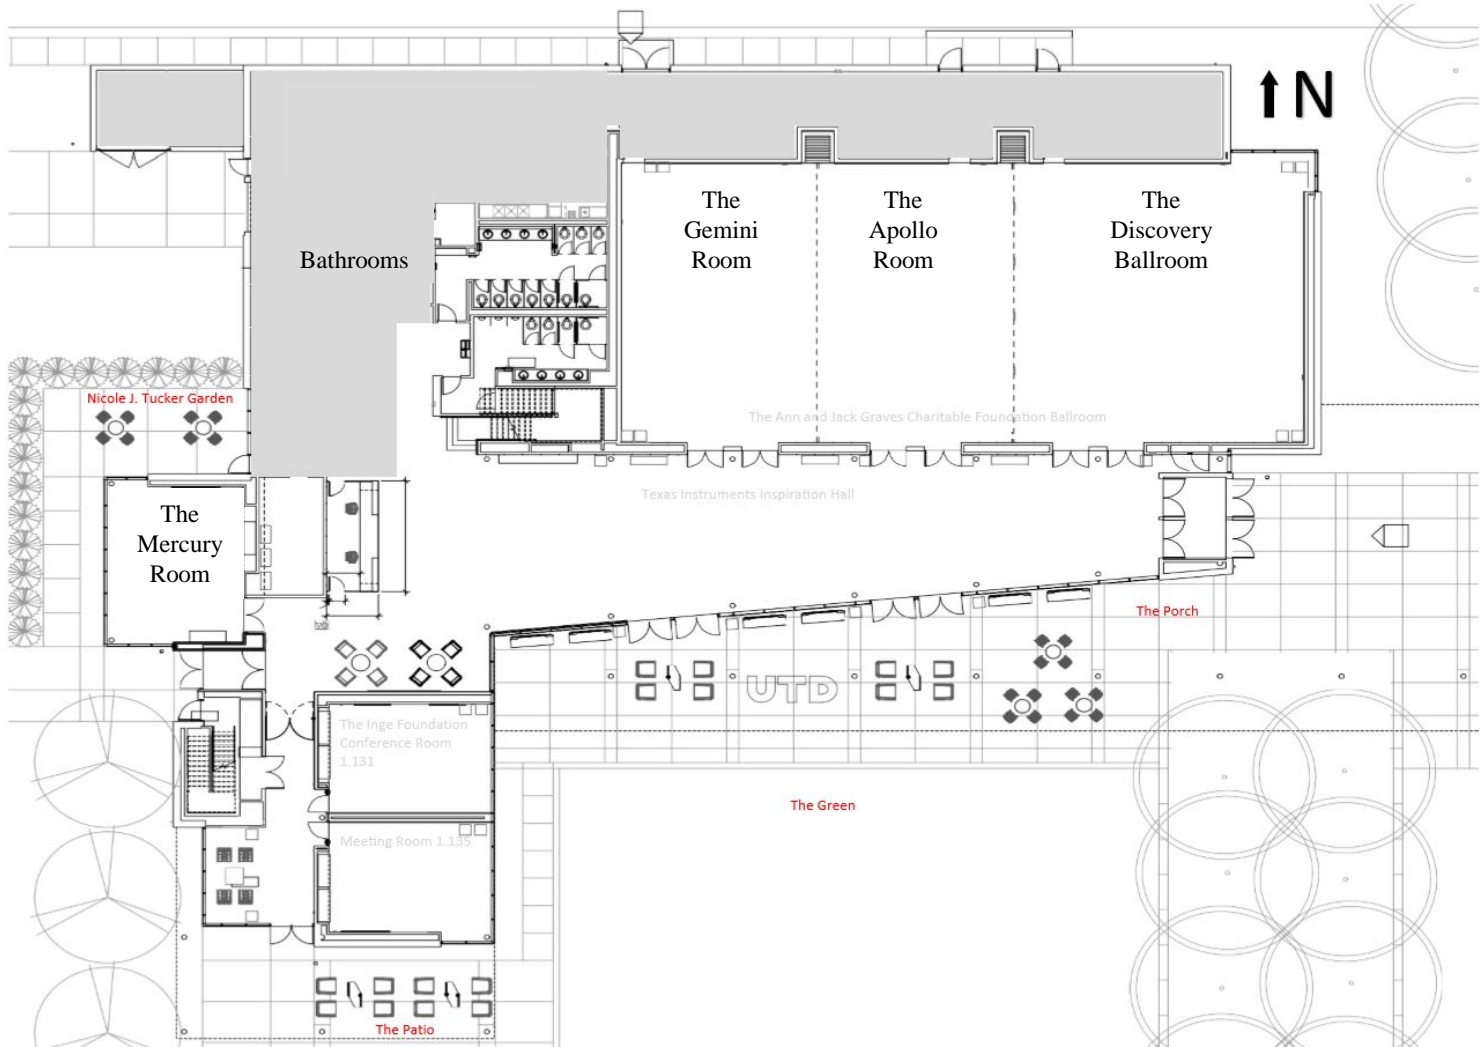 N
The
Gemini
Room
The
Apollo
Room
The
Discovery
Ballroom
Bathrooms
Nicole J. Tucker Garden
The Ann and Jack Graves Charitable Foundation Ballroom
Texas Instruments Inspiration Hall
The
Mercury
Room
The Porch
UTD
The Inge Foundation
Conference Room
1.131
The Green
Meeting Room 1.135
The Patio